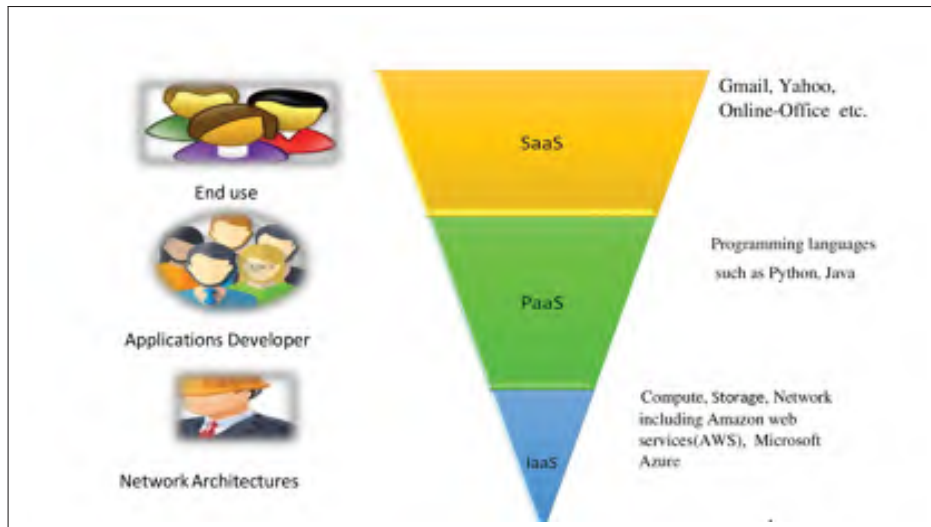 Gmail, Yahoo,
Online-Office etc.
SaaS
End use
Programming languages
such as Python, Java
PaaS
Applications Developer
Compute, Storage, Network
including Amazon web
services(AWS), Microsoft
Azure
IaaS
Network Architectures